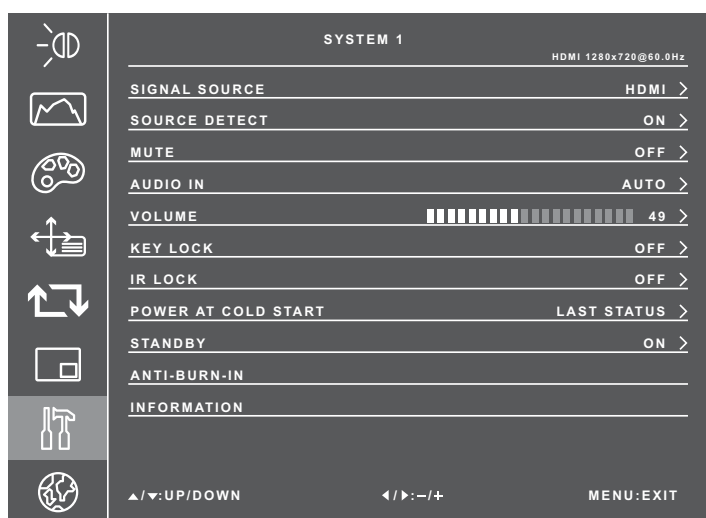 SYSTEM 1
HDMI 1280x720@60.0Hz
SIGNAL SOURCE HDMI >
SOURCE DETECT ON >
MUTE OFF >
AUDIO IN AUTO >
VOLUME 49 >
KEY LOCK OFF >
IR LOCK OFF >
POWER AT COLD START LAST STATUS >
STANDBY ON >
ANTI-BURN-IN
INFORMATION
▲/▼:UP/DOWN ◀/▶:−/+ MENU:EXIT